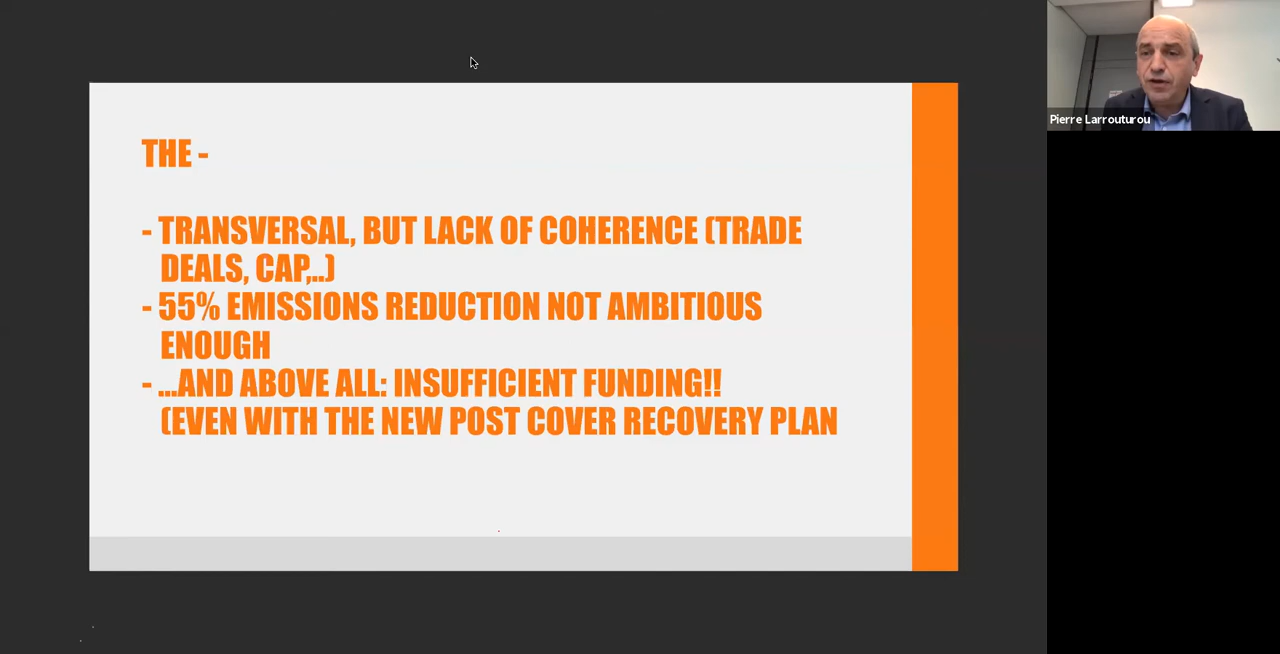 THE -
- TRANSVERSAL, BUT LACK OF COHERENCE (TRADE
DEALS, CAP,..)
- 55% EMISSIONS REDUCTION NOT AMBITIOUS
ENOUGH
- ...AND ABOVE ALL: INSUFFICIENT FUNDING!!
(EVEN WITH THE NEW POST COVER RECOVERY PLAN
Pierre Larrouturou